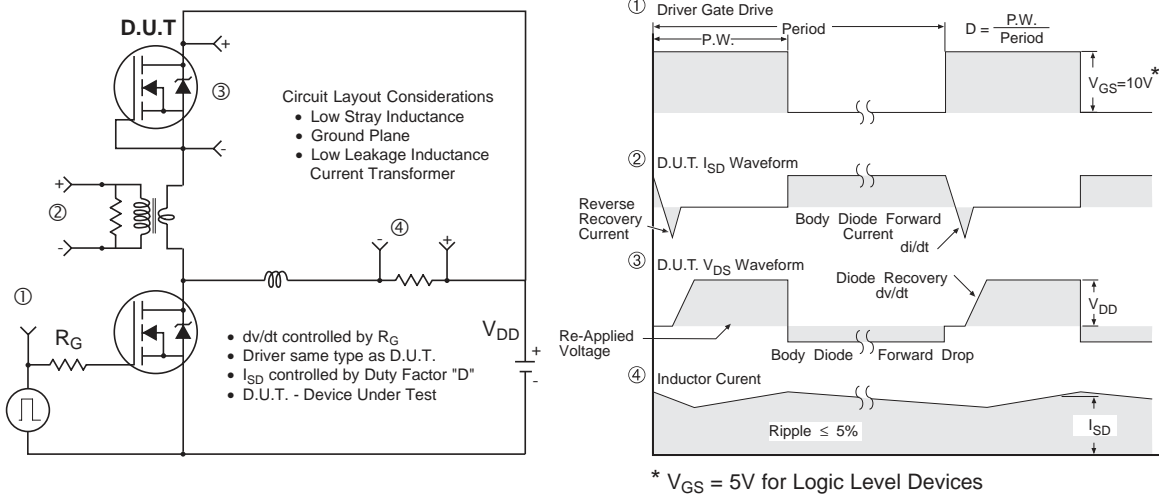 D.U.T
+
③
-
Circuit Layout Considerations
• Low Stray Inductance
• Ground Plane
• Low Leakage Inductance
Current Transformer
+
②
-
④
-
+
①
R_G
V_DD
+
-
• dv/dt controlled by R_G
• Driver same type as D.U.T.
• I_SD controlled by Duty Factor "D"
• D.U.T. - Device Under Test
① Driver Gate Drive
Period
P.W.
D = P.W. / Period
V_GS=10V*
② D.U.T. I_SD Waveform
Reverse
Recovery
Current
Body Diode Forward
Current
di/dt
③ D.U.T. V_DS Waveform
Diode Recovery
dv/dt
V_DD
Re-Applied
Voltage
Body Diode Forward Drop
④ Inductor Curent
Ripple ≤ 5%
I_SD
* V_GS = 5V for Logic Level Devices